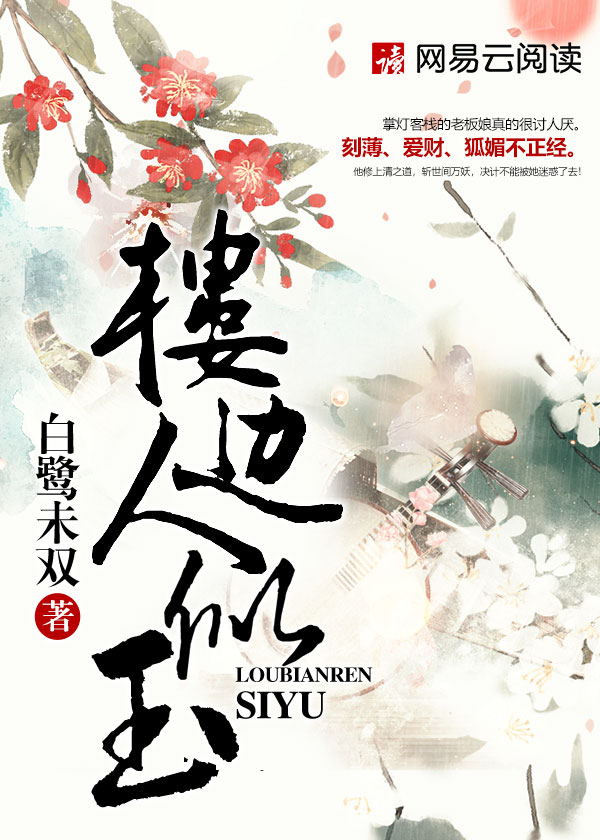 读 网易云阅读
掌灯客栈的老板娘真的很讨人厌。
刻薄、爱财、狐媚不正经。
他修上清之道，斩世间万妖，决计不能被她迷惑了去！
樓边人似玉
LOUBIANREN
SIYU
白鹭未双 著